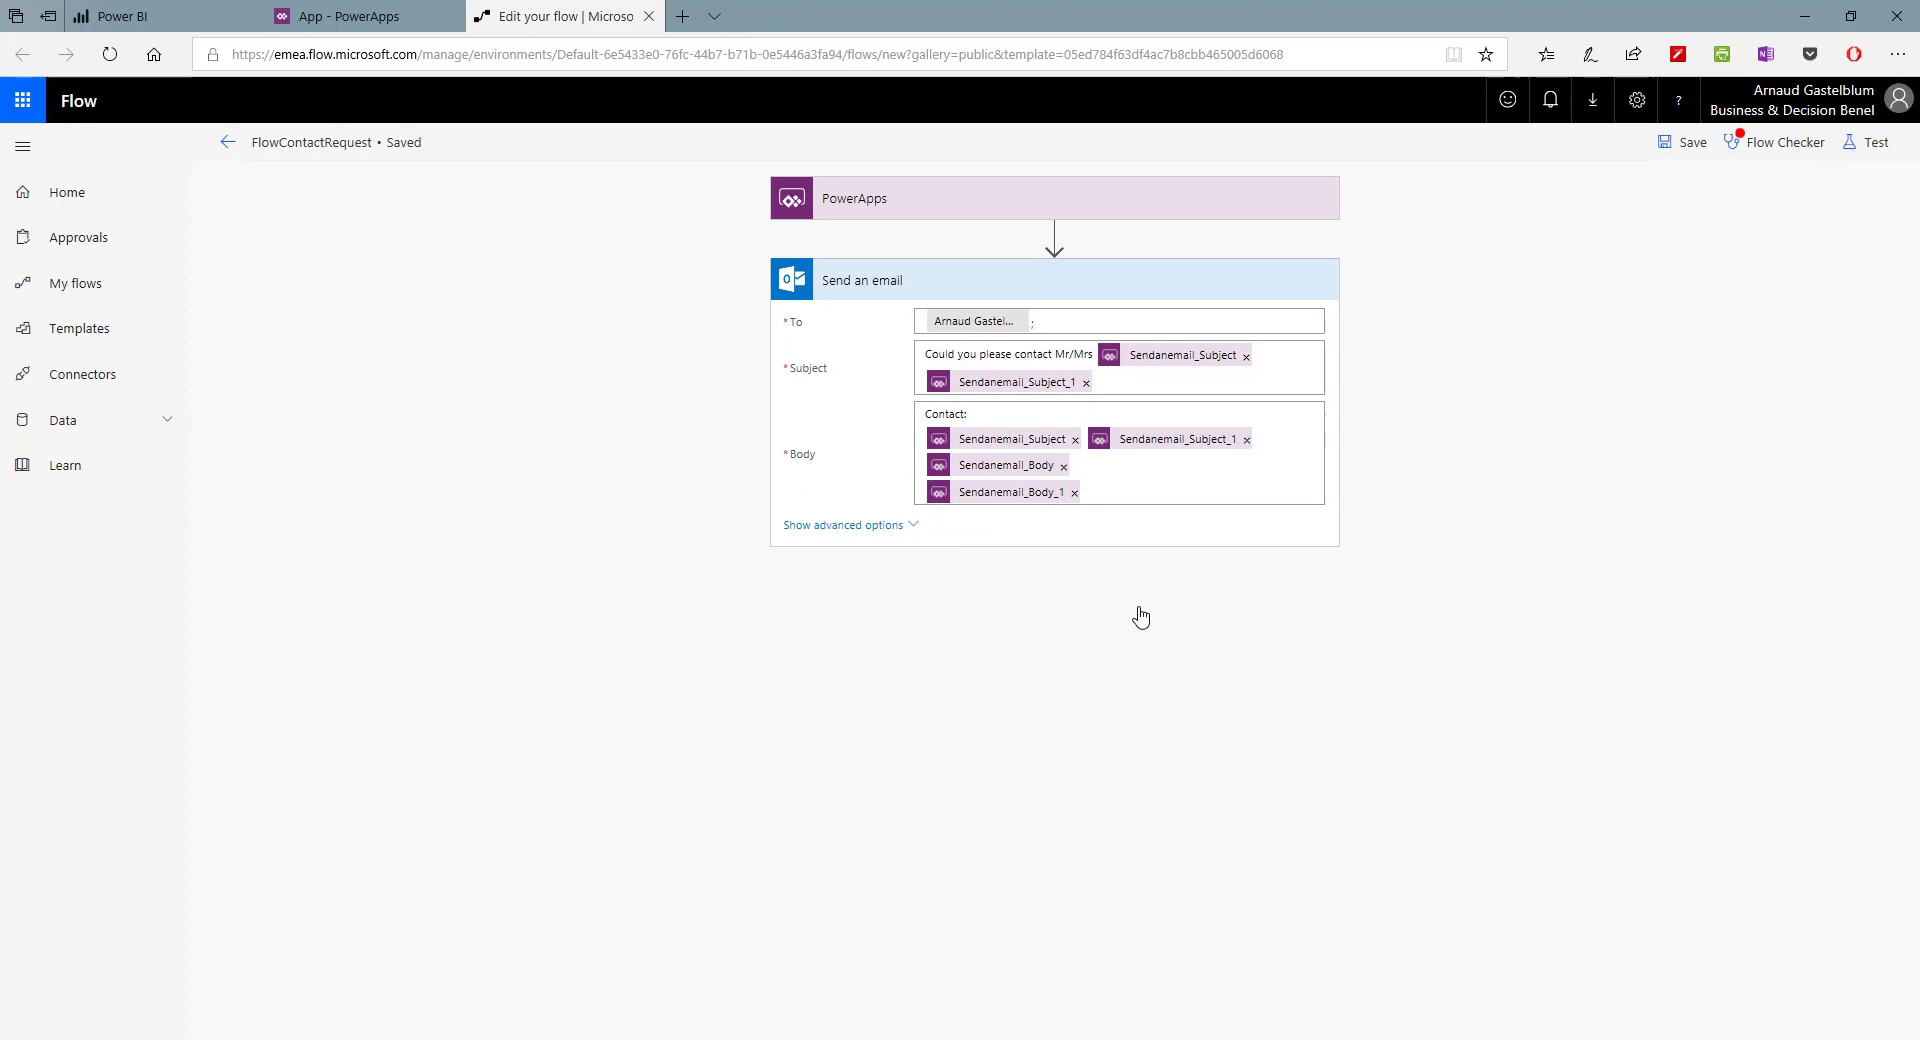 Power BI
App - PowerApps
Edit your flow | Microso
https://emea.flow.microsoft.com/manage/environments/Default-6e5433e0-76fc-44b7-b71b-0e5446a3fa94/flows/new?gallery=public&template=05ed784f63df4ac7b8cbb465005d6068
Flow
?
Arnaud Gastelblum
Business & Decision Benel
FlowContactRequest • Saved
Save
Flow Checker
Test
Home
Approvals
My flows
Templates
Connectors
Data
Learn
PowerApps
Send an email
* To
Arnaud Gastel... ;
* Subject
Could you please contact Mr/Mrs Sendanemail_Subject ×
Sendanemail_Subject_1 ×
* Body
Contact:
Sendanemail_Subject × Sendanemail_Subject_1 ×
Sendanemail_Body ×
Sendanemail_Body_1 ×
Show advanced options